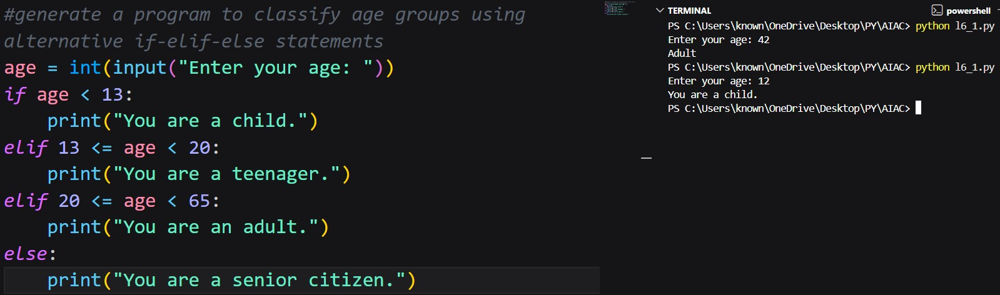 #generate a program to classify age groups using
alternative if-elif-else statements
age = int(input("Enter your age: "))
if age < 13:
    print("You are a child.")
elif 13 <= age < 20:
    print("You are a teenager.")
elif 20 <= age < 65:
    print("You are an adult.")
else:
    print("You are a senior citizen.")
TERMINAL
powershell
PS C:\Users\known\OneDrive\Desktop\PY\AIAC> python l6_1.py
Enter your age: 42
Adult
PS C:\Users\known\OneDrive\Desktop\PY\AIAC> python l6_1.py
Enter your age: 12
You are a child.
PS C:\Users\known\OneDrive\Desktop\PY\AIAC>